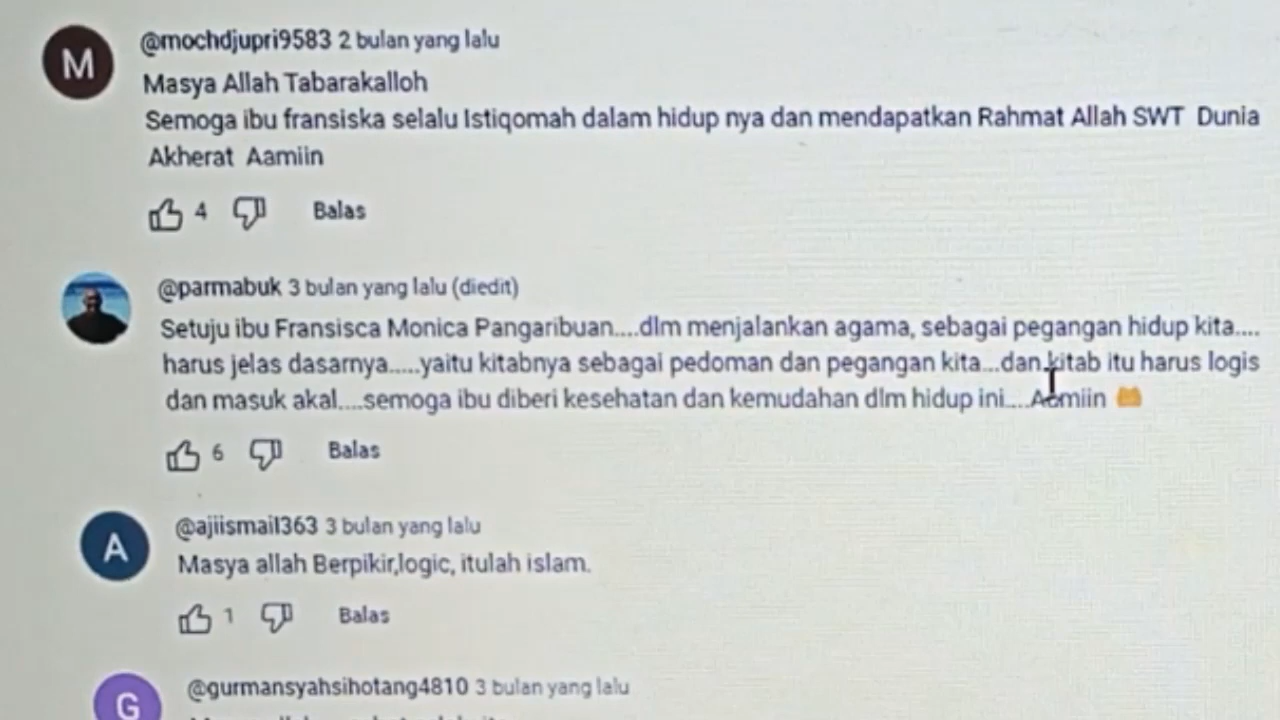 M
@mochdjupri9583 2 bulan yang lalu
Masya Allah Tabarakalloh
Semoga ibu fransiska selalu Istiqomah dalam hidup nya dan mendapatkan Rahmat Allah SWT Dunia
Akherat Aamiin
4 Balas
@parmabuk 3 bulan yang lalu (diedit)
Setuju ibu Fransisca Monica Pangaribuan....dlm menjalankan agama, sebagai pegangan hidup kita....
harus jelas dasarnya.....yaitu kitabnya sebagai pedoman dan pegangan kita...dan kitab itu harus logis
dan masuk akal....semoga ibu diberi kesehatan dan kemudahan dlm hidup ini....Aamiin
6 Balas
A
@ajiismail363 3 bulan yang lalu
Masya allah Berpikir,logic, itulah islam.
1 Balas
G
@gurmansyahsihotang4810 3 bulan yang lalu